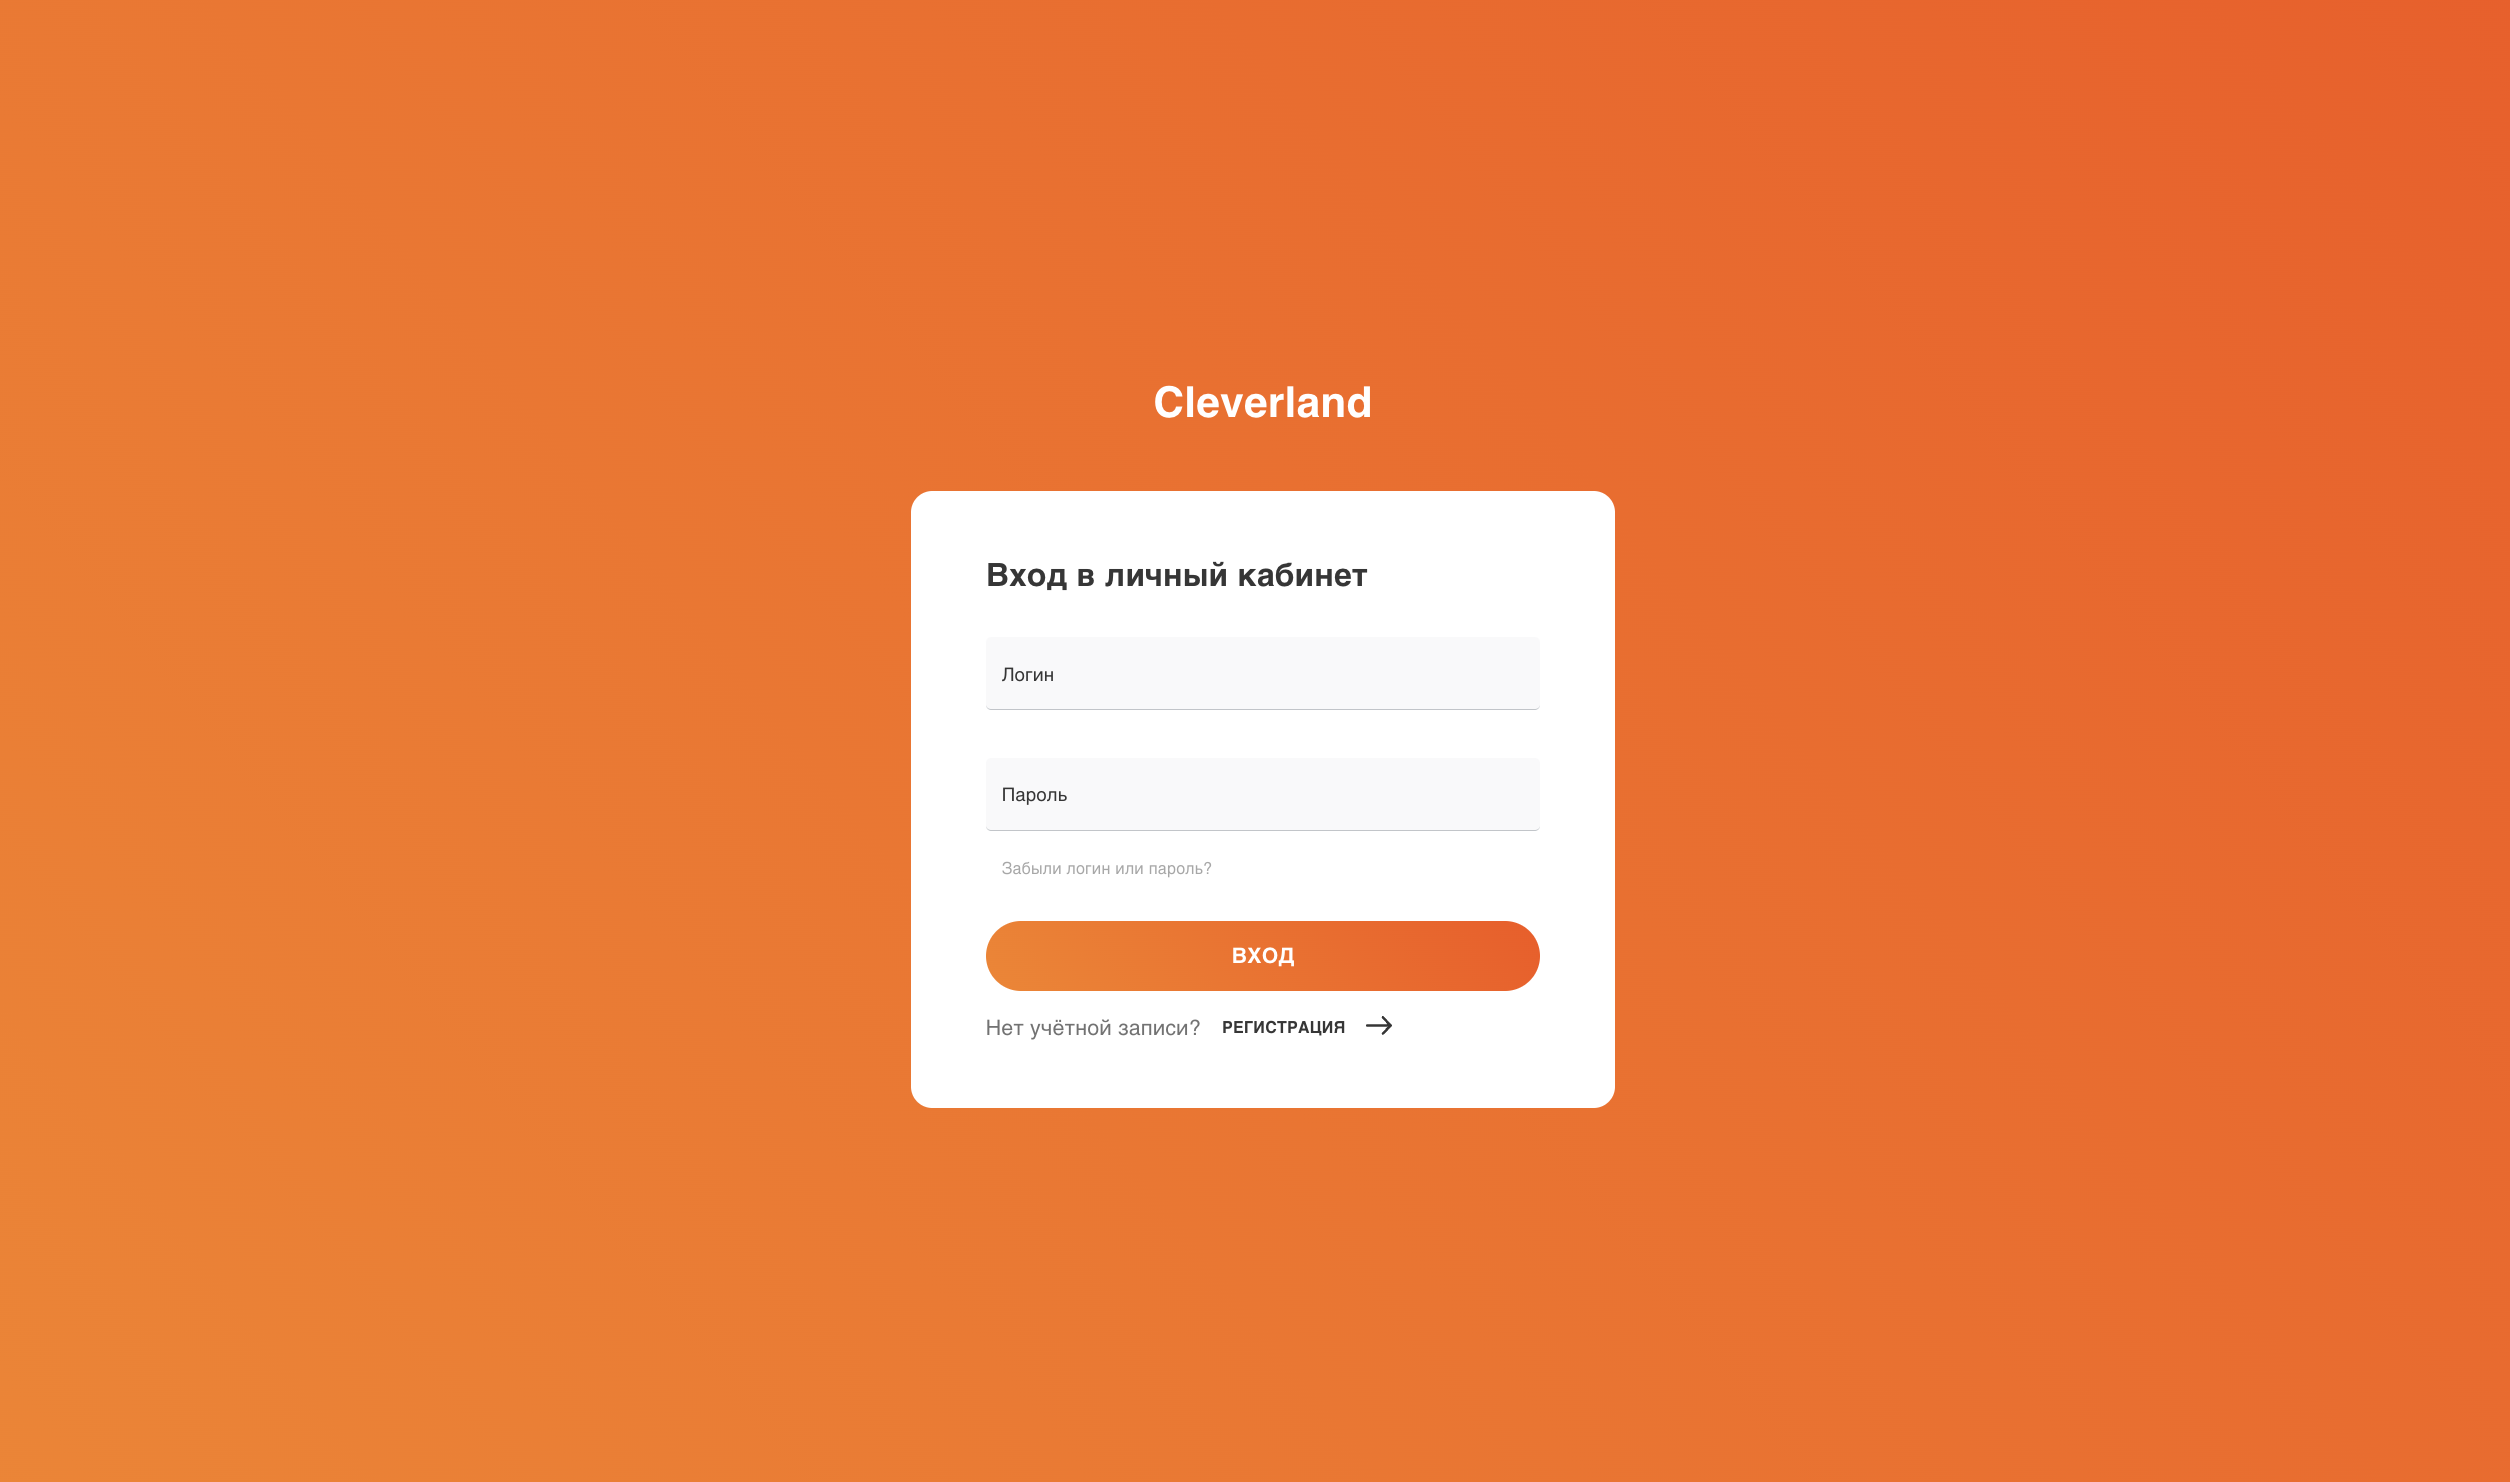 Cleverland
Вход в личный кабинет
Логин
Пароль
Забыли логин или пароль?
ВХОД
Нет учётной записи? РЕГИСТРАЦИЯ